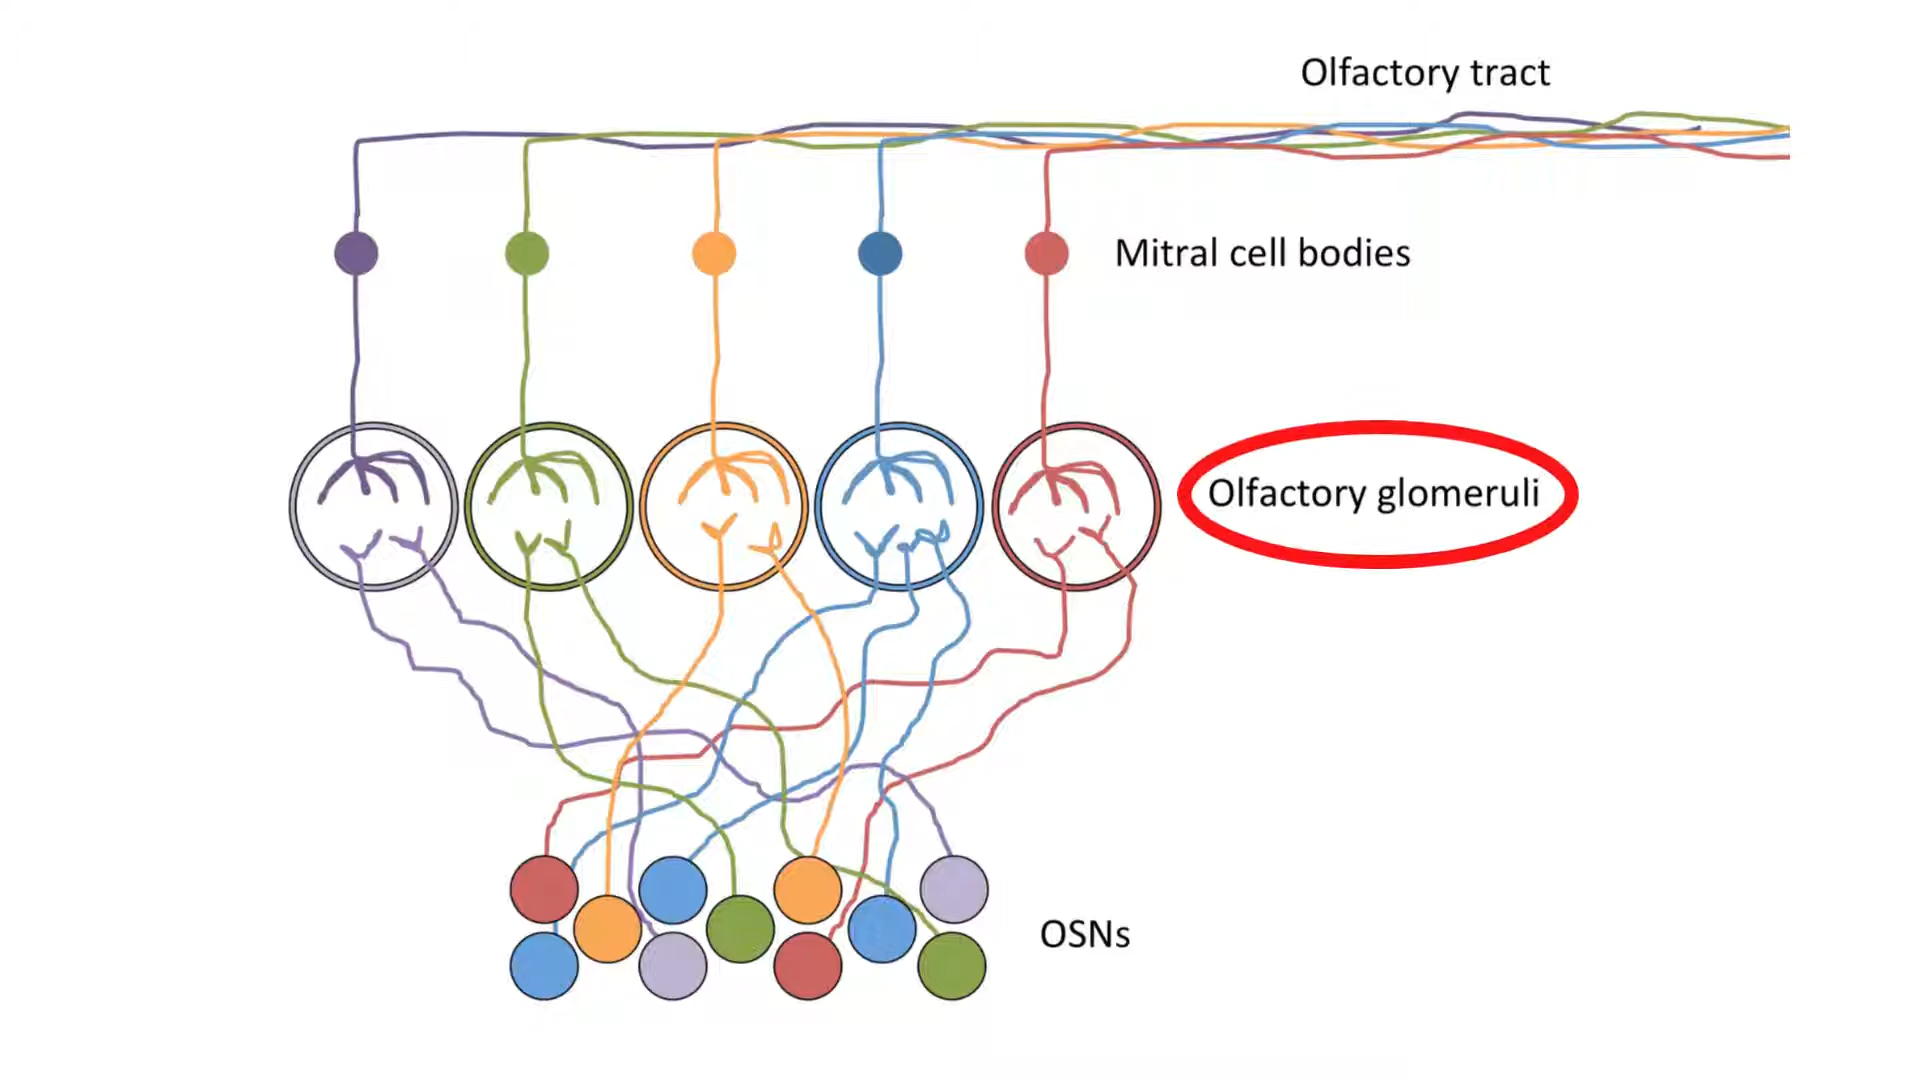 Olfactory tract
Mitral cell bodies
Olfactory glomeruli
OSNs